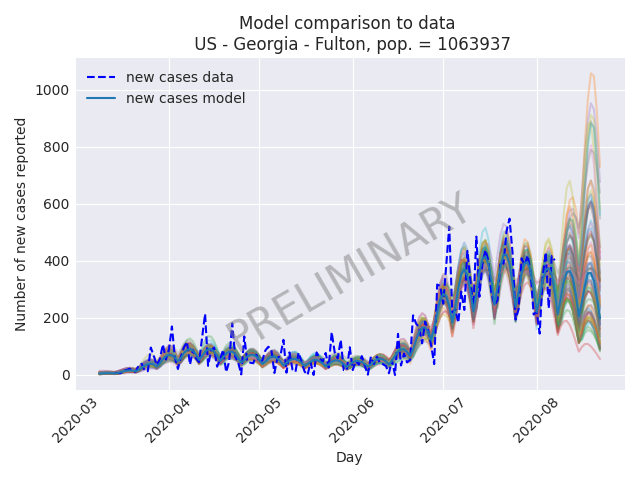 Model comparison to data
US - Georgia - Fulton, pop. = 1063937
new cases data
new cases model
PRELIMINARY
Number of new cases reported
1000
800
600
400
200
0
2020-03
2020-04
2020-05
2020-06
2020-07
2020-08
Day